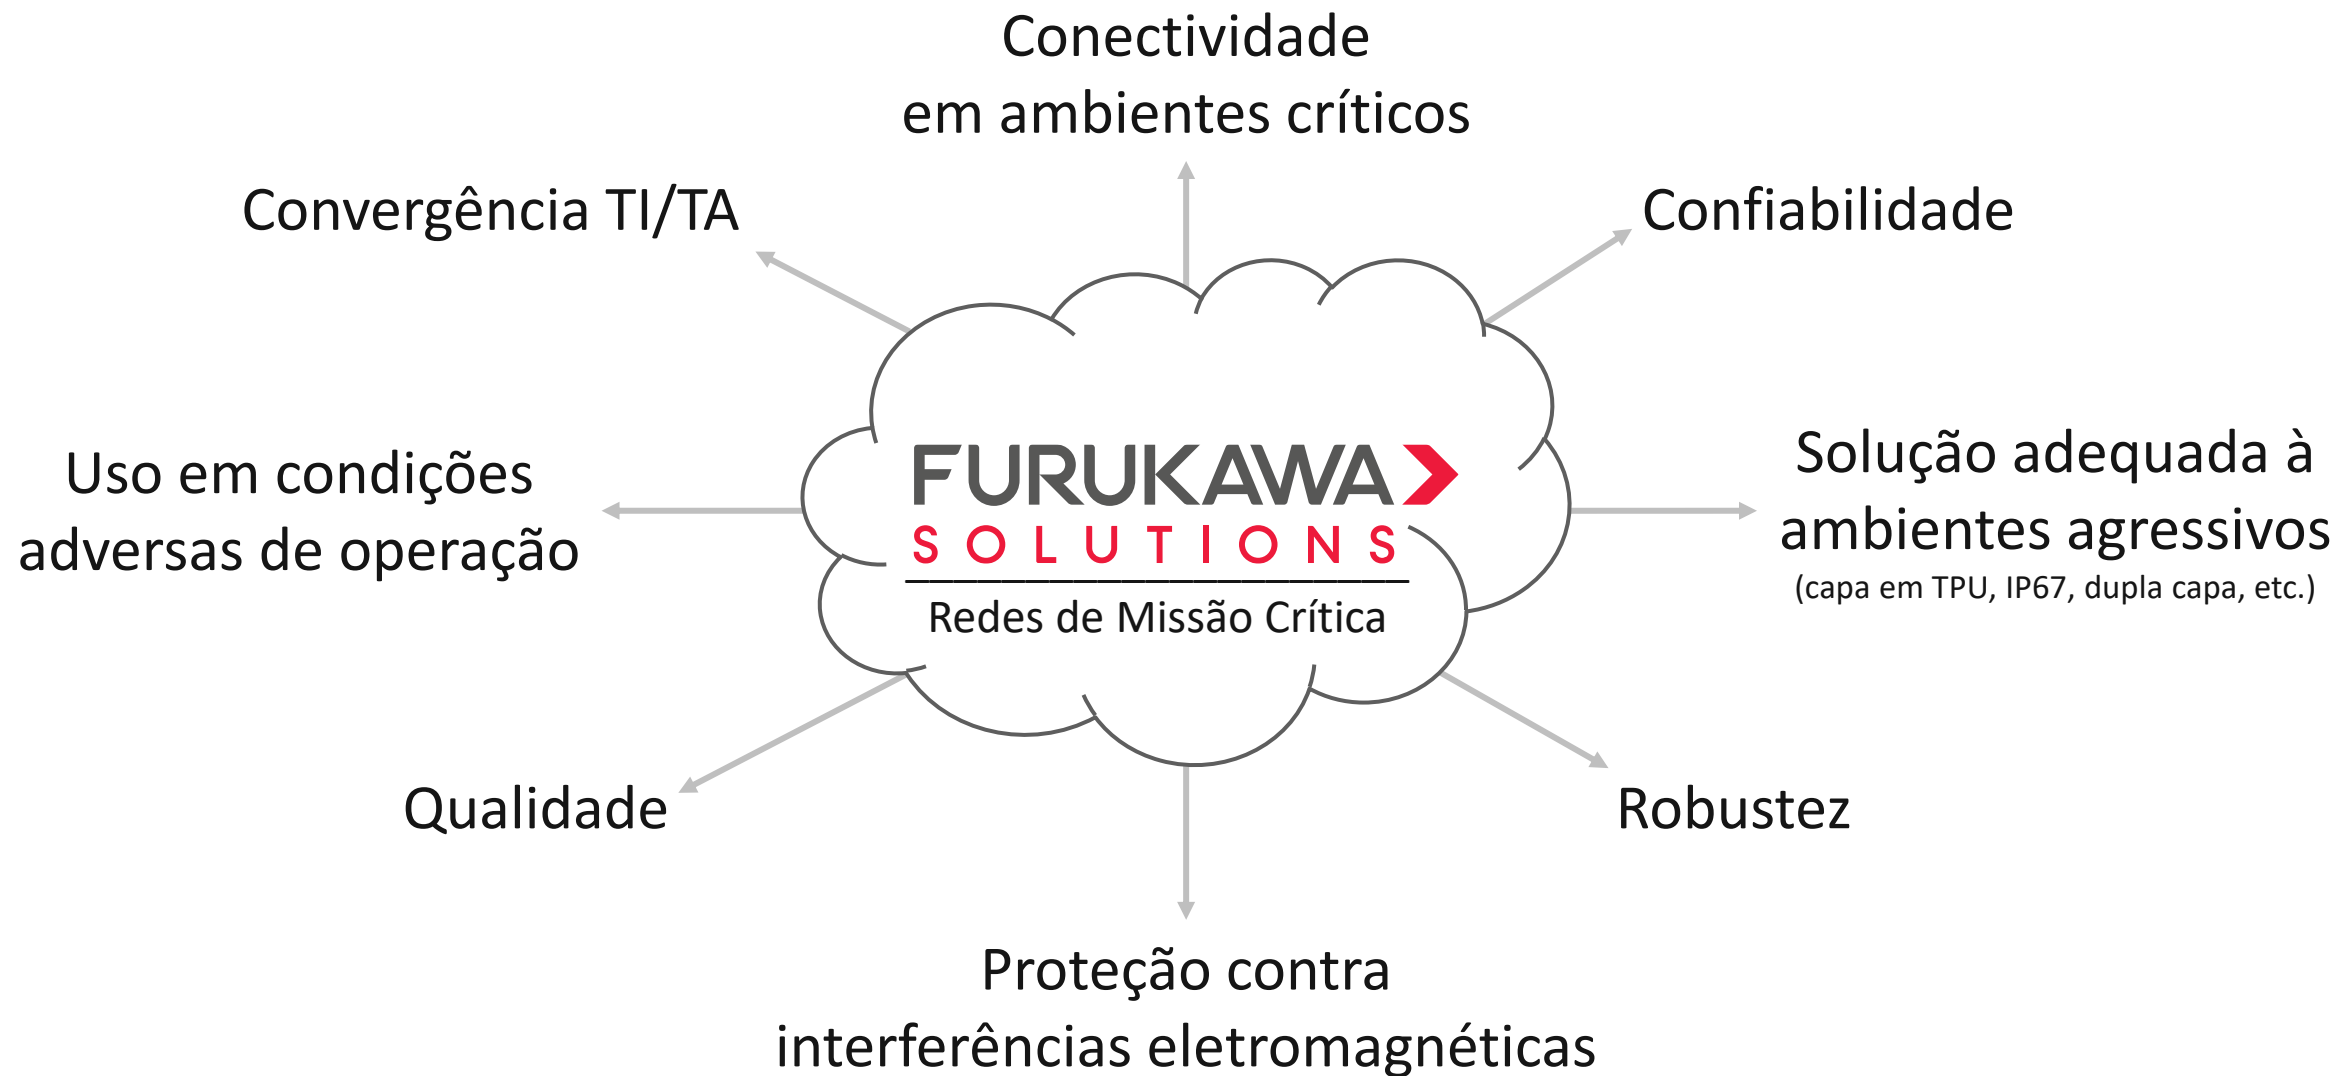 Conectividade
em ambientes críticos
Convergência TI/TA
Confiabilidade
Uso em condições
adversas de operação
FURUKAWA
SOLUTIONS
Redes de Missão Crítica
Solução adequada à
ambientes agressivos
(capa em TPU, IP67, dupla capa, etc.)
Qualidade
Robustez
Proteção contra
interferências eletromagnéticas